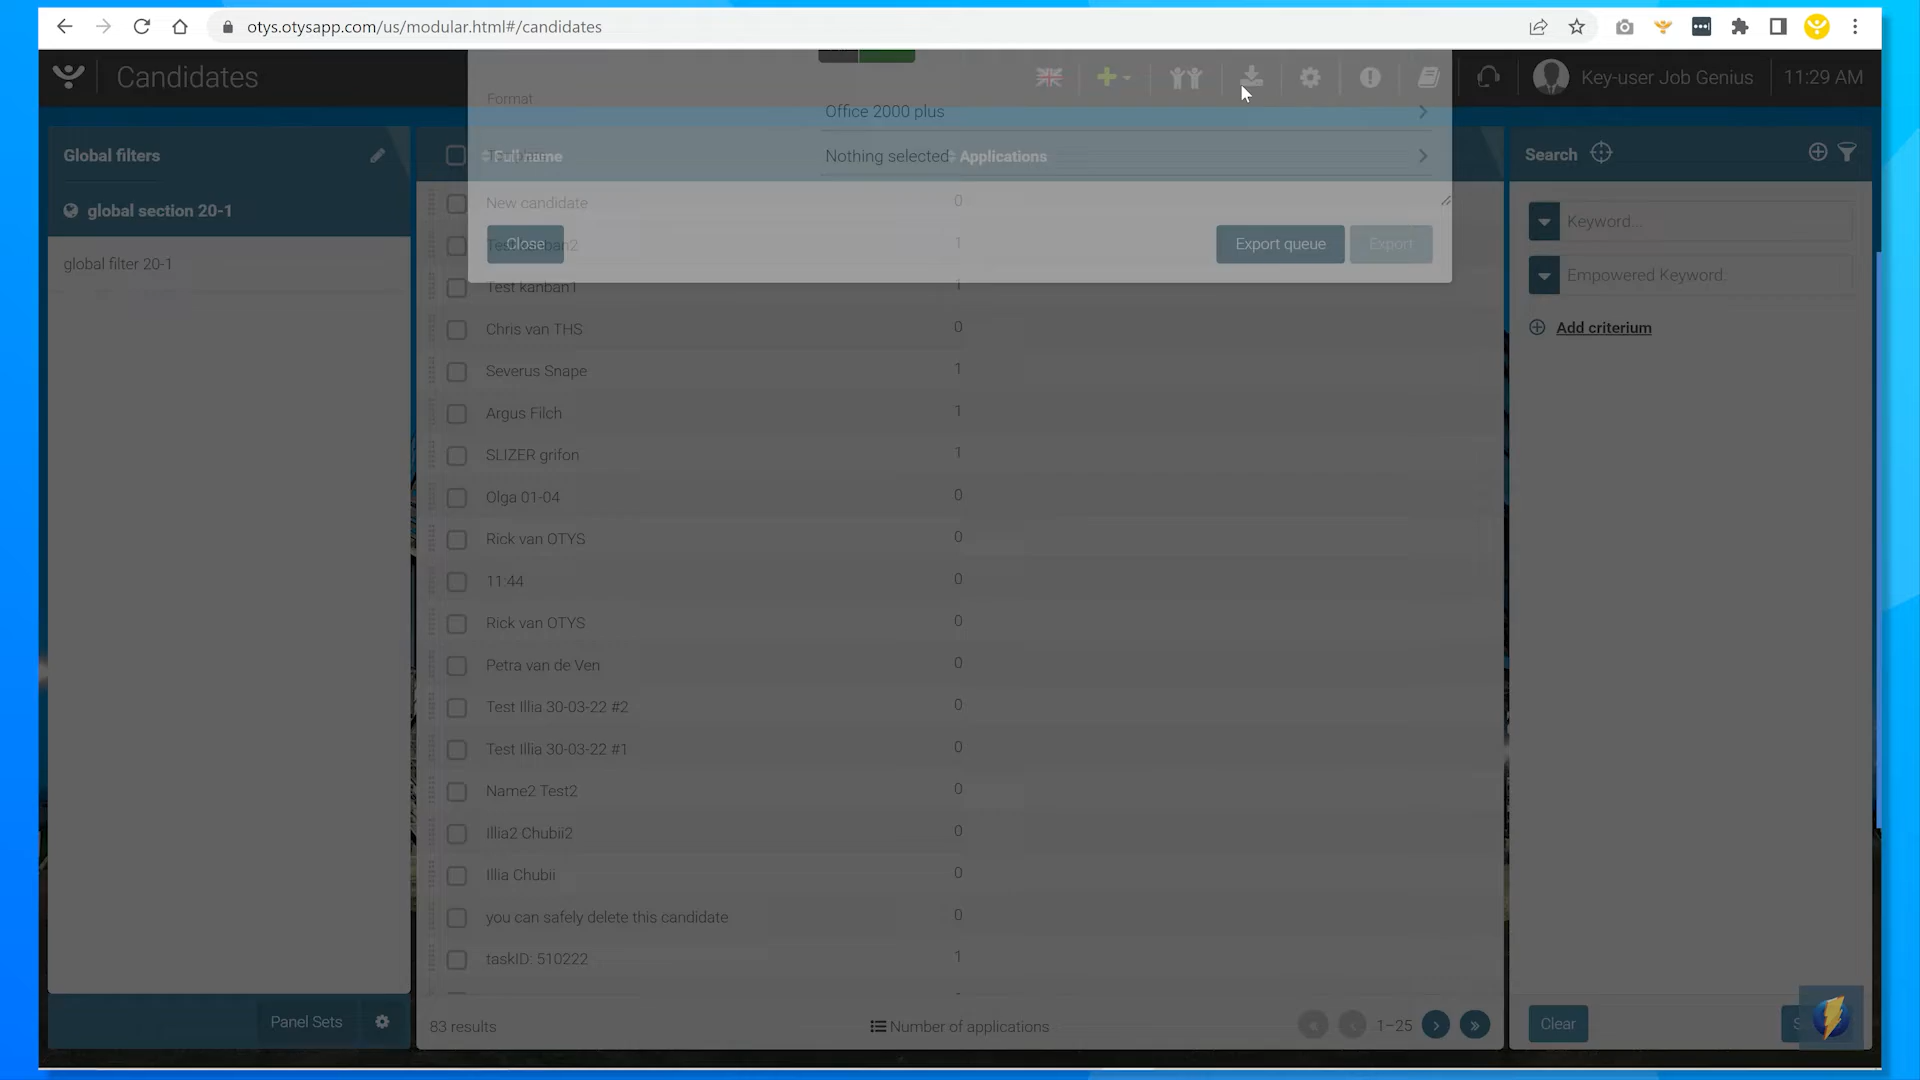 otys.otysapp.com/us/modular.html#/candidates
Candidates
Key-user Job Genius
11:29 AM
Format
Office 2000 plus
Nothing selected
Close
Export queue
Export
Global filters
global section 20-1
global filter 20-1
Full name
Applications
New candidate 0
Test kanban2 1
Test kanban1 1
Chris van THS 0
Severus Snape 1
Argus Filch 1
SLIZER grifon 1
Olga 01-04 0
Rick van OTYS 0
11:44 0
Rick van OTYS 0
Petra van de Ven 0
Test Illia 30-03-22 #2 0
Test Illia 30-03-22 #1 0
Name2 Test2 0
Illia2 Chubii2 0
Illia Chubii 0
you can safely delete this candidate 0
taskID: 510222 1
Search
Keyword...
Empowered Keyword...
Add criterium
Panel Sets
83 results
Number of applications
1–25
Clear